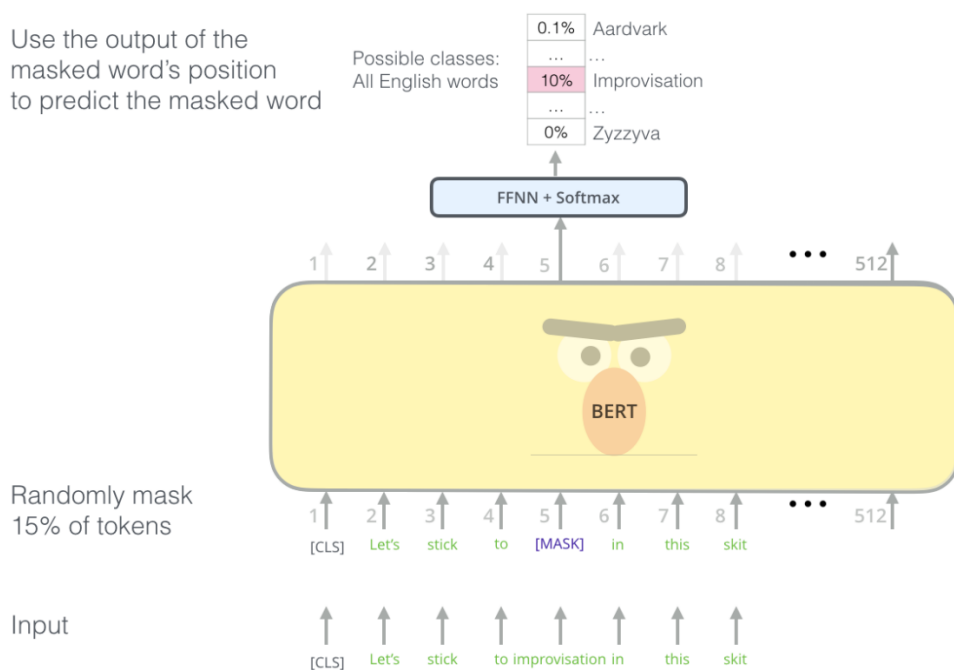 Use the output of the
masked word's position
to predict the masked word
Possible classes:
All English words
0.1% Aardvark
... ...
10% Improvisation
... ...
0% Zyzzyva
FFNN + Softmax
1 2 3 4 5 6 7 8 ••• 512
BERT
Randomly mask
15% of tokens
1 2 3 4 5 6 7 8 ••• 512
[CLS] Let's stick to [MASK] in this skit
Input
[CLS] Let's stick to improvisation in this skit